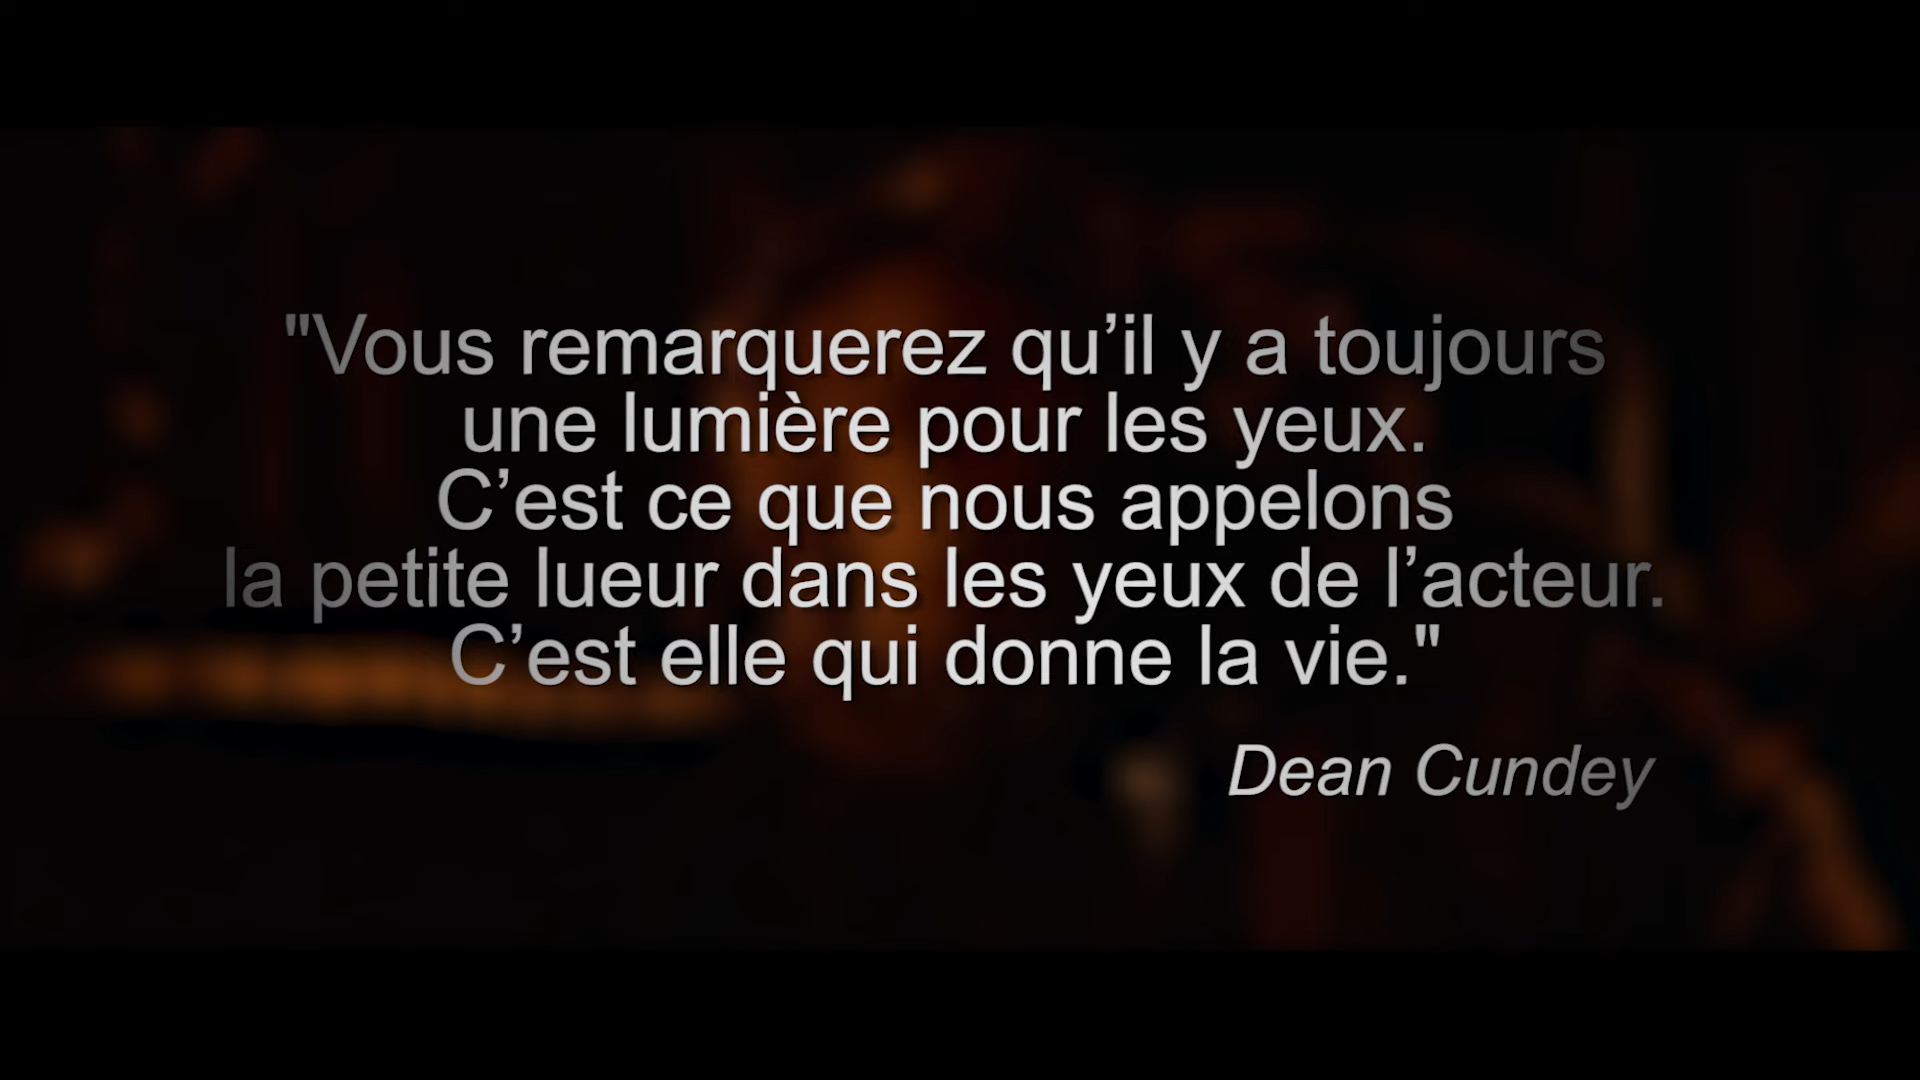 "Vous remarquerez qu’il y a toujours
une lumière pour les yeux.
C’est ce que nous appelons
la petite lueur dans les yeux de l’acteur.
C’est elle qui donne la vie."
Dean Cundey